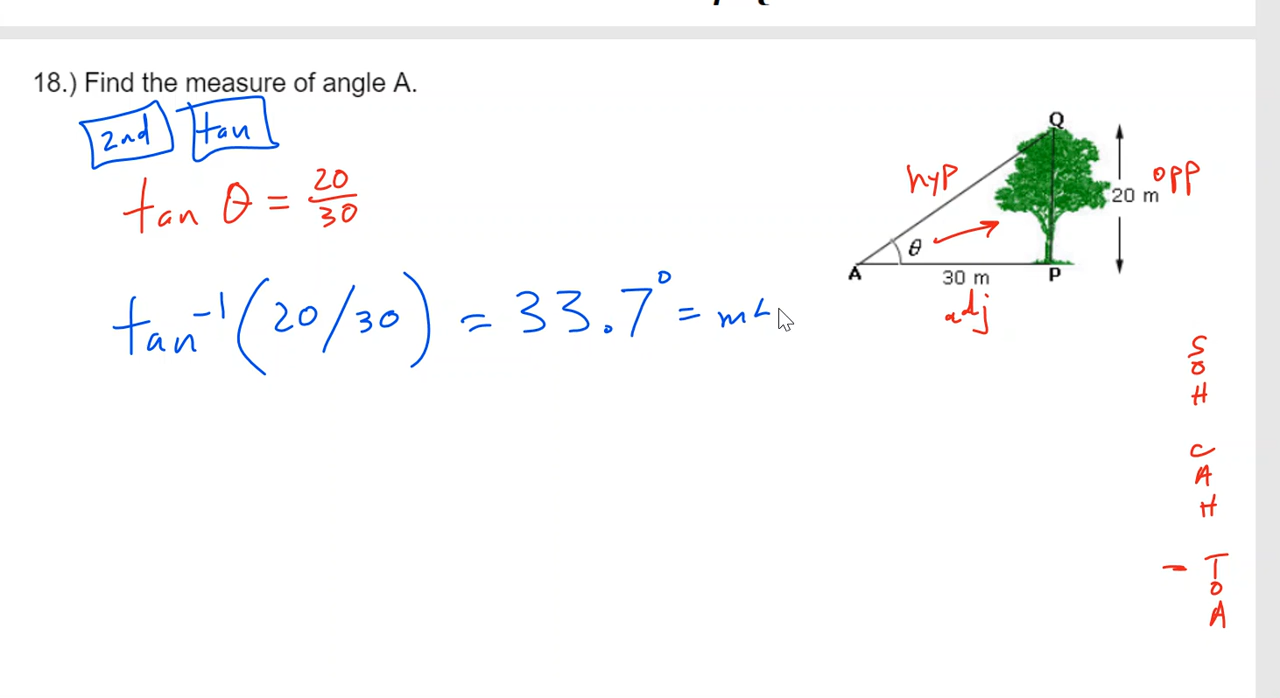 18.) Find the measure of angle A.
2nd tan
tan θ = 20/30
tan⁻¹(20/30) = 33.7° = m∠
Q
hyp
opp
20 m
θ
A
30 m
P
adj
S
O
H
C
A
H
- T
O
A